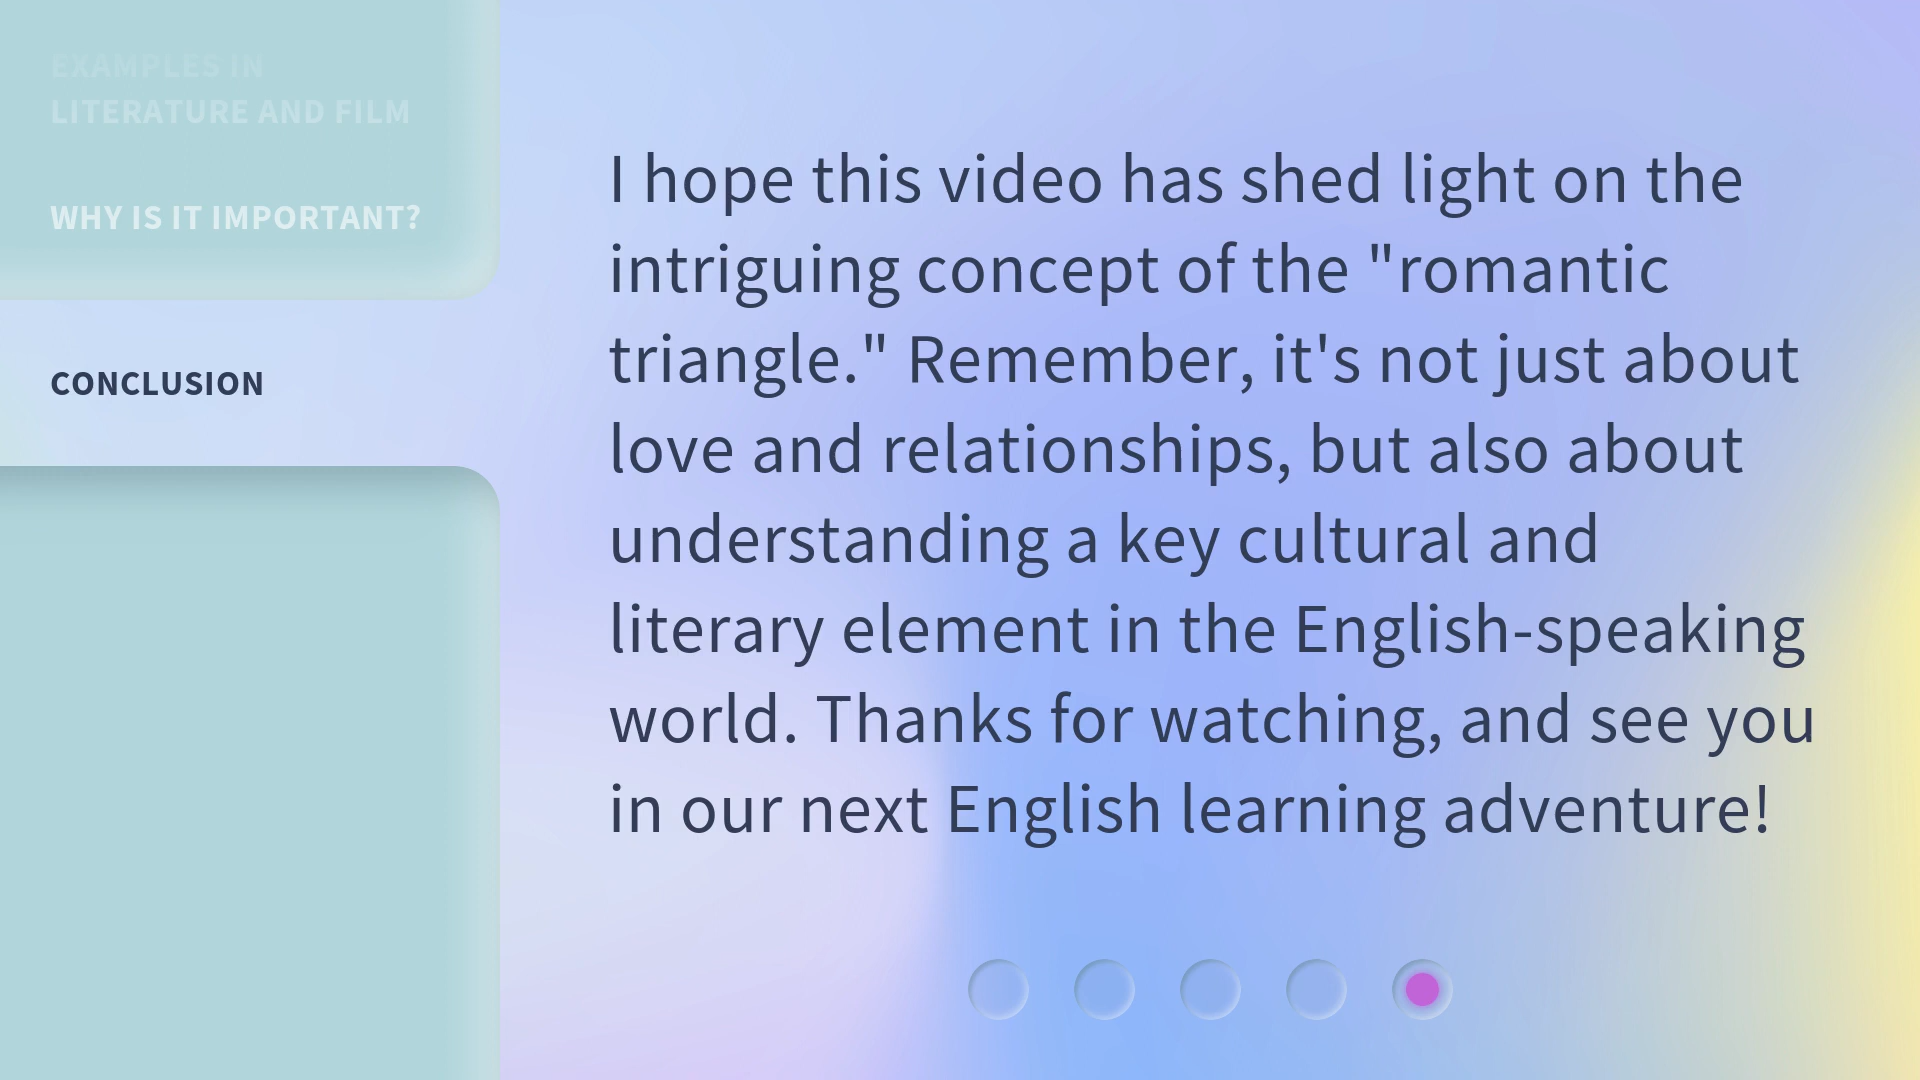 EXAMPLES IN
LITERATURE AND FILM
WHY IS IT IMPORTANT?
CONCLUSION
I hope this video has shed light on the
intriguing concept of the "romantic
triangle." Remember, it's not just about
love and relationships, but also about
understanding a key cultural and
literary element in the English-speaking
world. Thanks for watching, and see you
in our next English learning adventure!